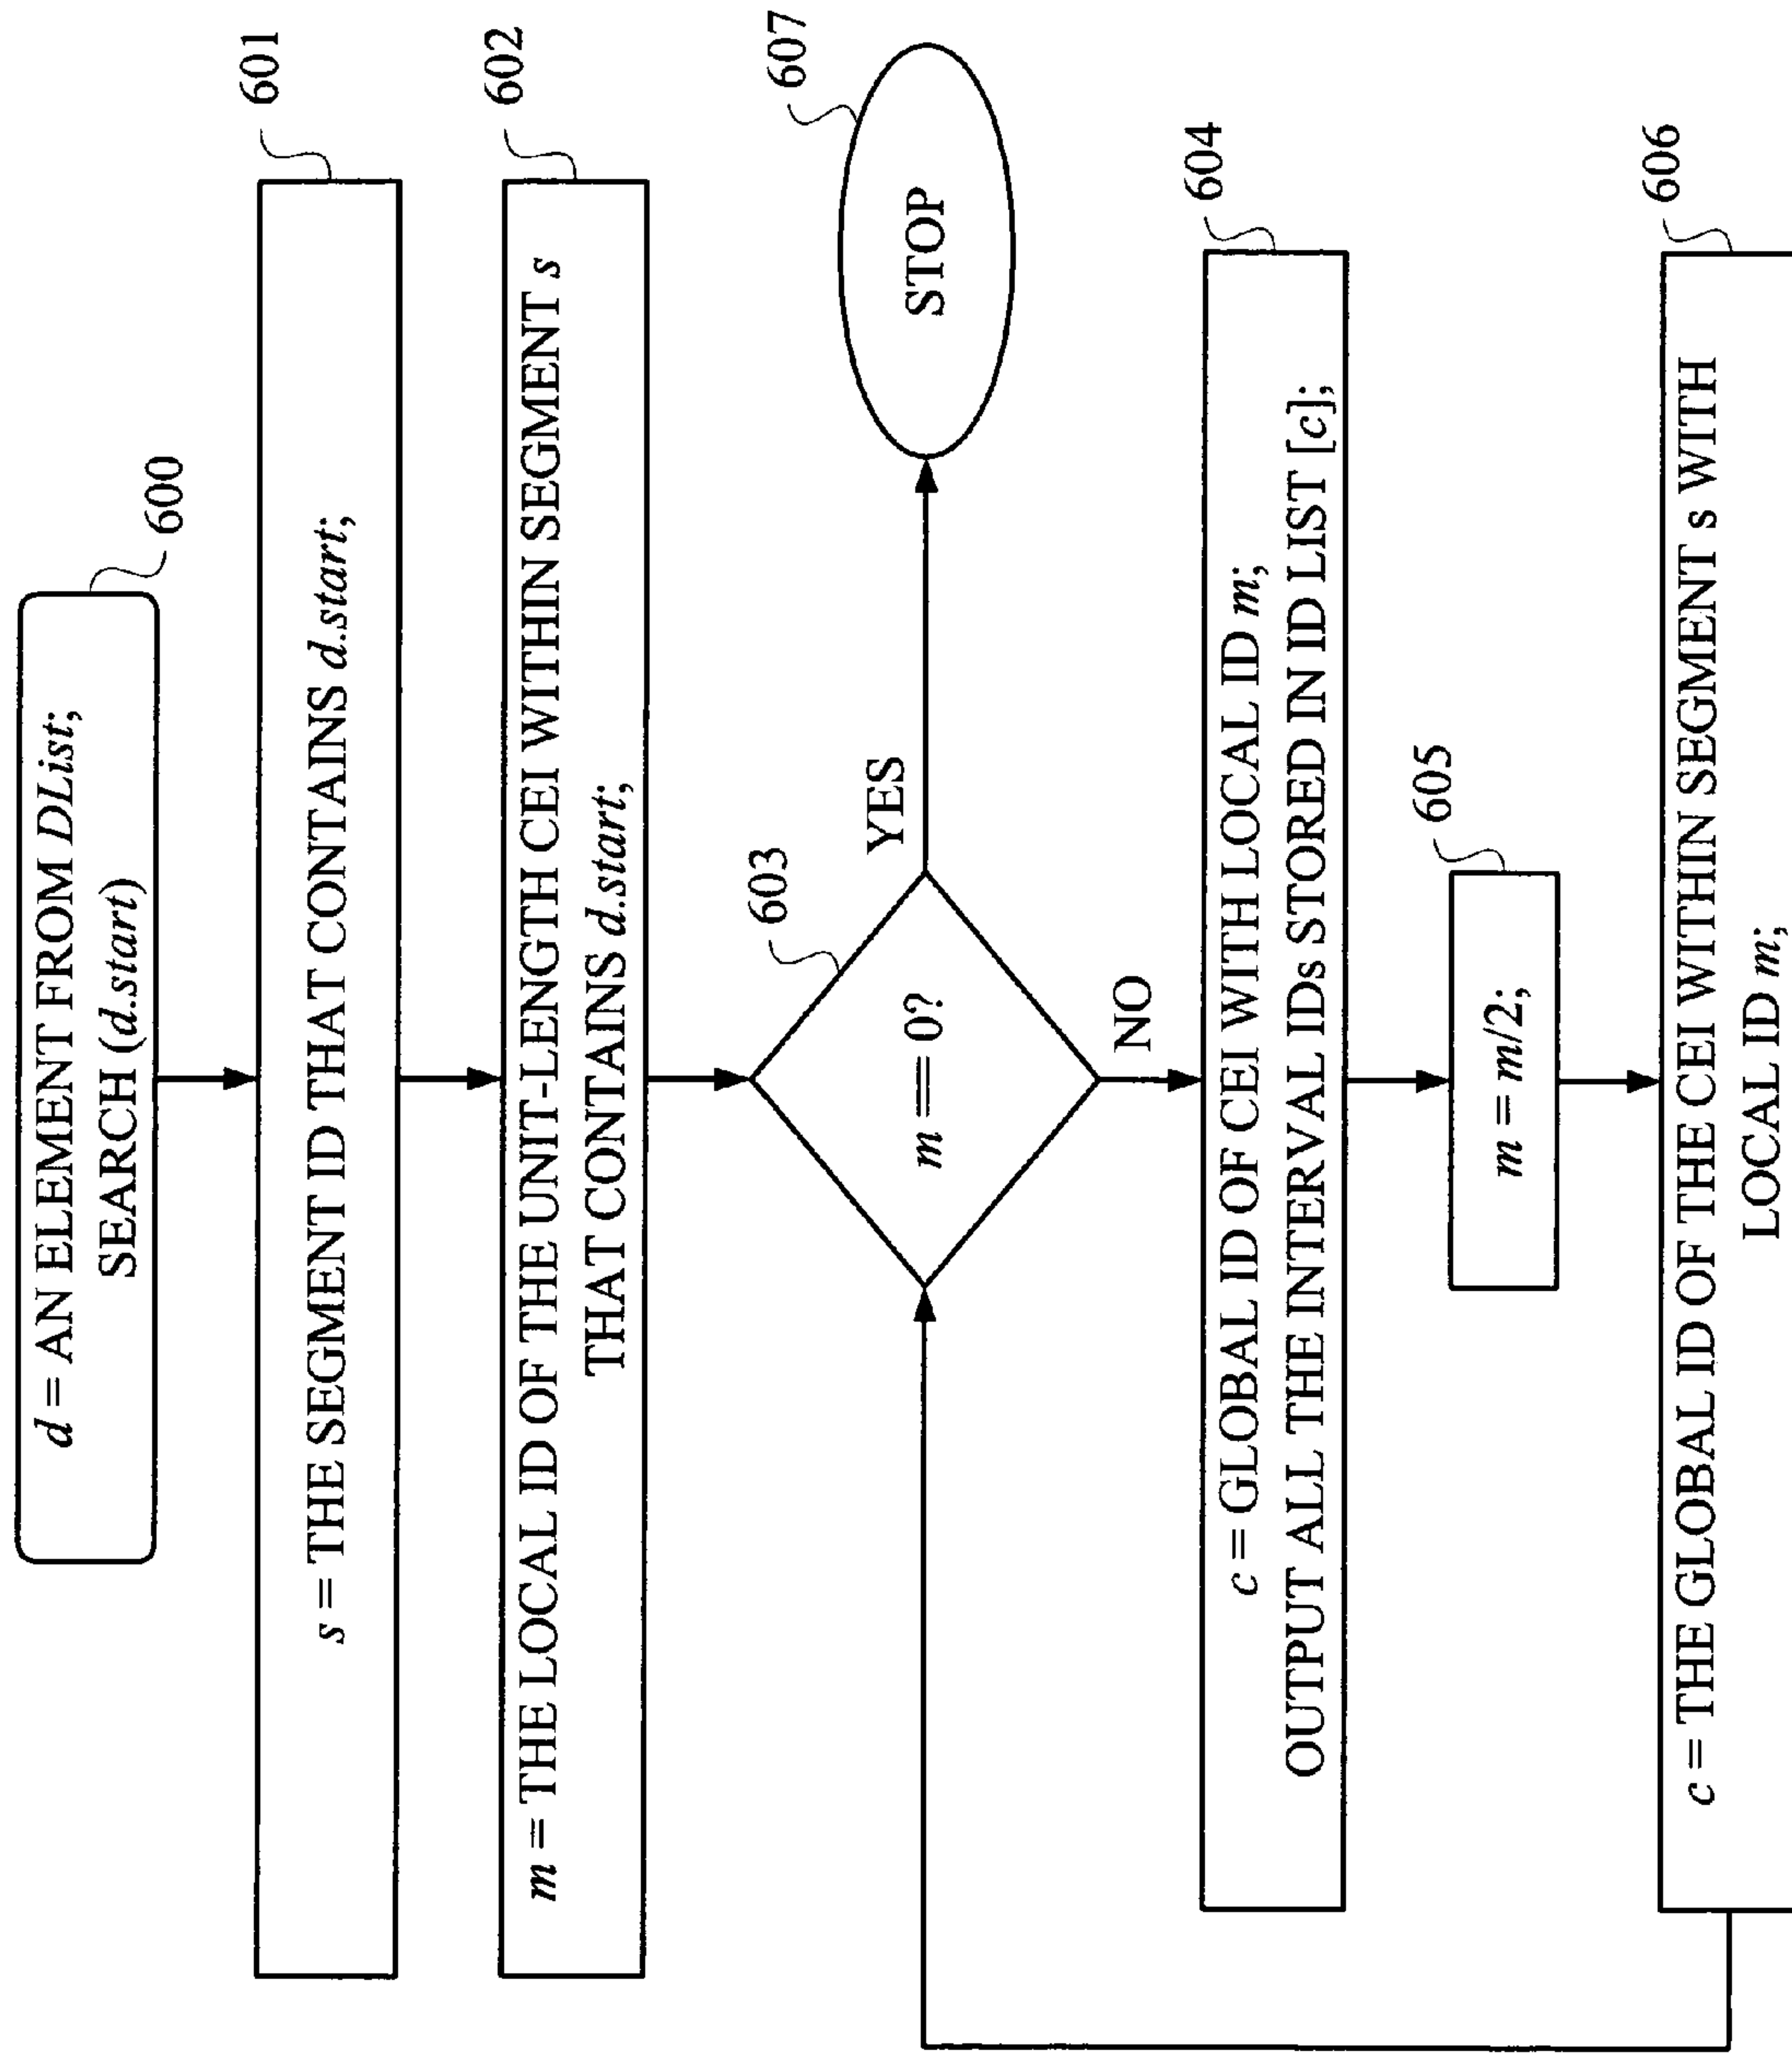 d = AN ELEMENT FROM DList;
SEARCH (d.start)
600
s = THE SEGMENT ID THAT CONTAINS d.start;
601
m = THE LOCAL ID OF THE UNIT-LENGTH CEI WITHIN SEGMENT s
THAT CONTAINS d.start;
602
m == 0?
603
YES
STOP
607
NO
c = GLOBAL ID OF CEI WITH LOCAL ID m;
OUTPUT ALL THE INTERVAL IDs STORED IN ID LIST [c];
604
m = m/2;
605
c = THE GLOBAL ID OF THE CEI WITHIN SEGMENT s WITH
LOCAL ID m;
606